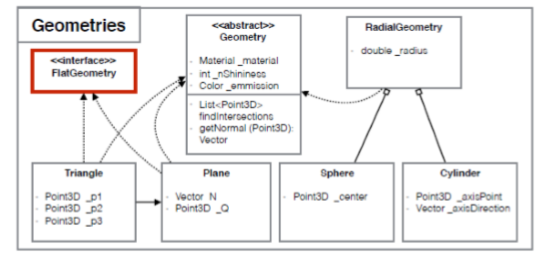 Geometries
<<interface>>
FlatGeometry
<<abstract>>
Geometry
- Material _material
- int _nShininess
- Color _emmission
- List<Point3D>
findIntersections
- getNormal (Point3D):
Vector
RadialGeometry
- double _radius
Triangle
- Point3D _p1
- Point3D _p2
- Point3D _p3
Plane
- Vector N
- Point3D _Q
Sphere
- Point3D _center
Cylinder
- Point3D _axisPoint
- Vector _axisDirection